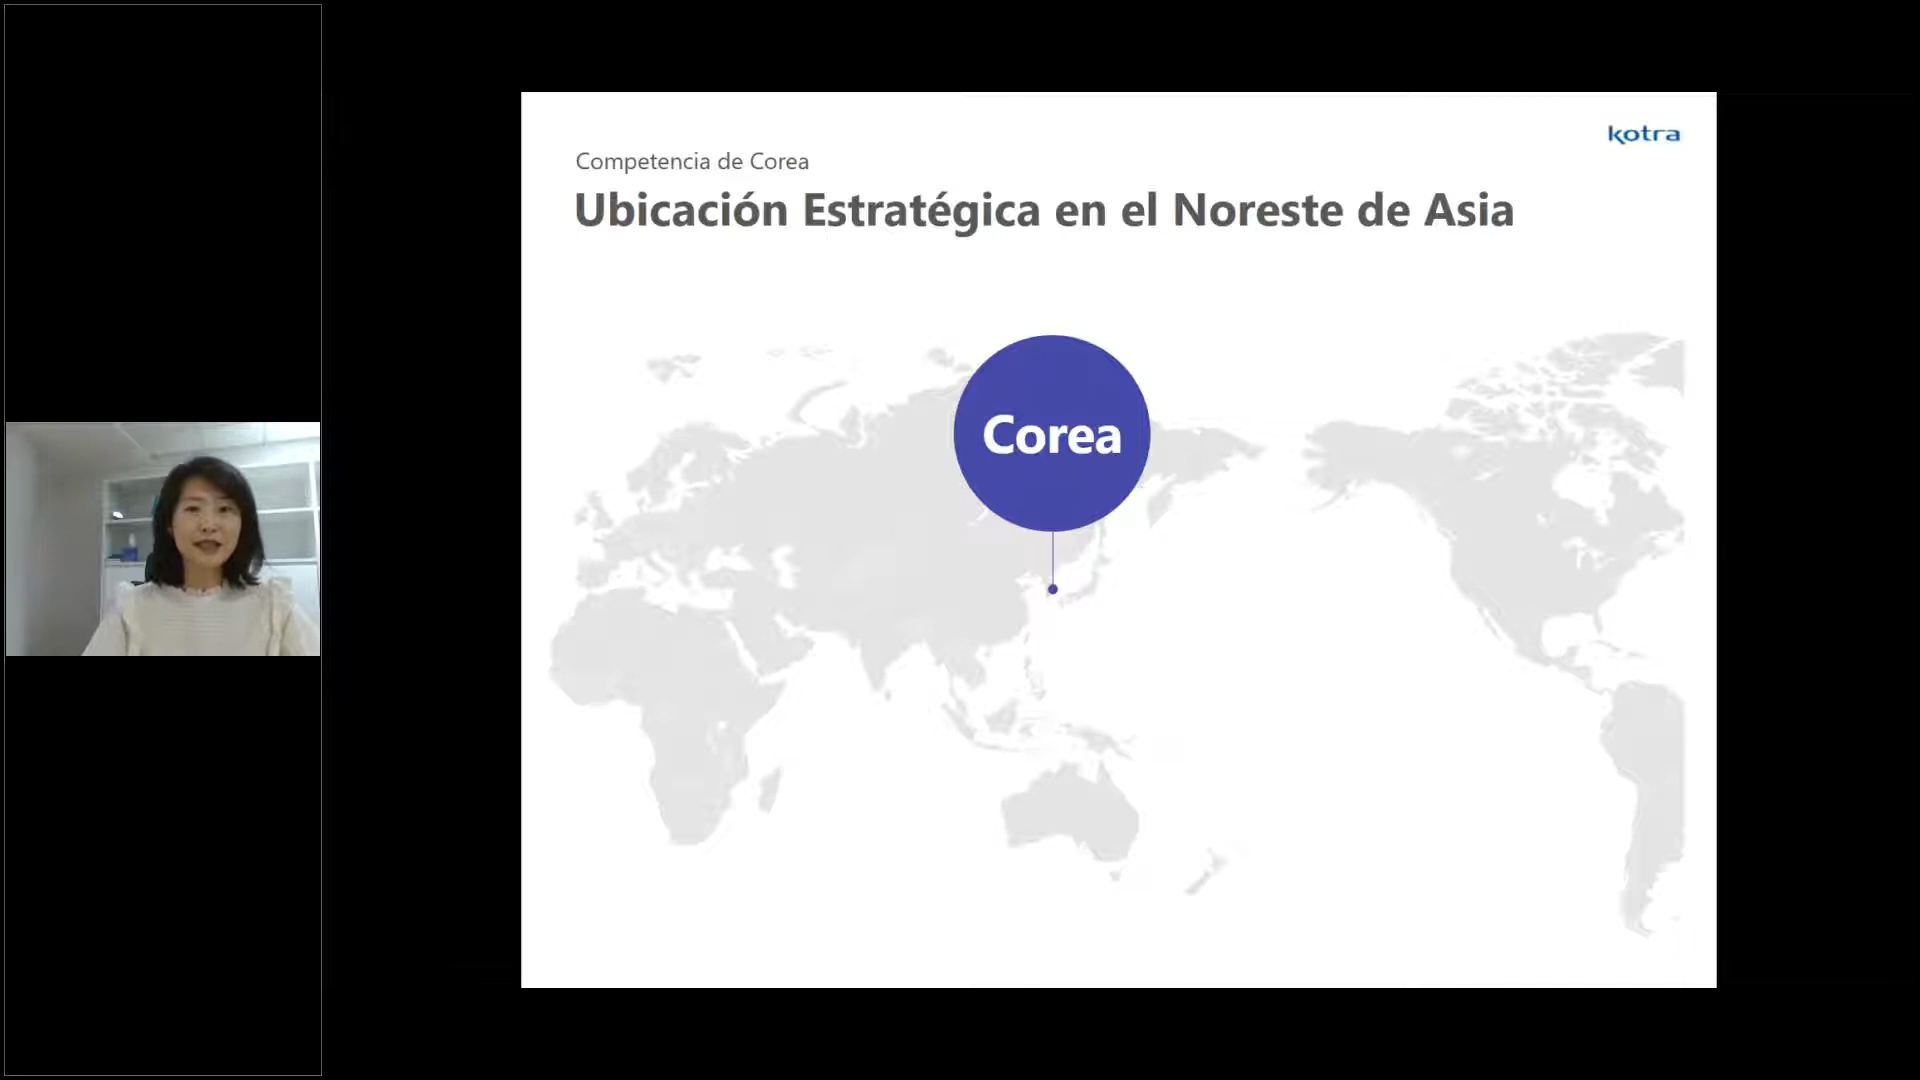 kotra
Competencia de Corea
Ubicación Estratégica en el Noreste de Asia
Corea